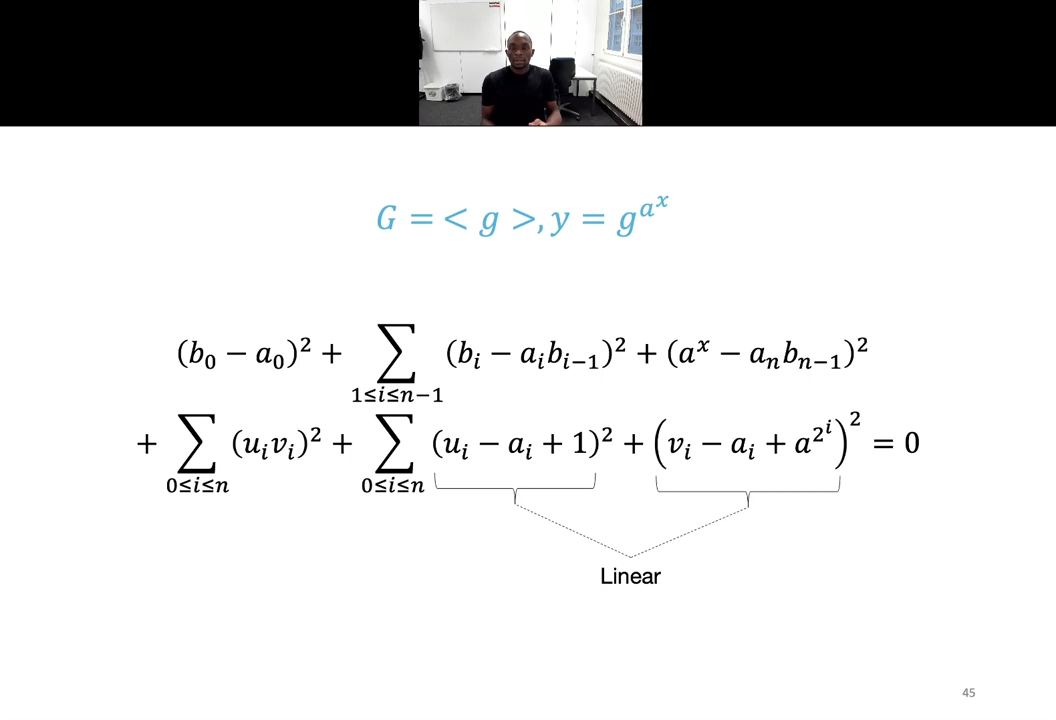 G = < g >, y = g^{a^x}
(b_0 − a_0)^2 + ∑_{1≤i≤n−1} (b_i − a_i b_{i−1})^2 + (a^x − a_n b_{n−1})^2
+ ∑_{0≤i≤n} (u_i v_i)^2 + ∑_{0≤i≤n} (u_i − a_i + 1)^2 + (v_i − a_i + a^{2^i})^2 = 0
Linear
45